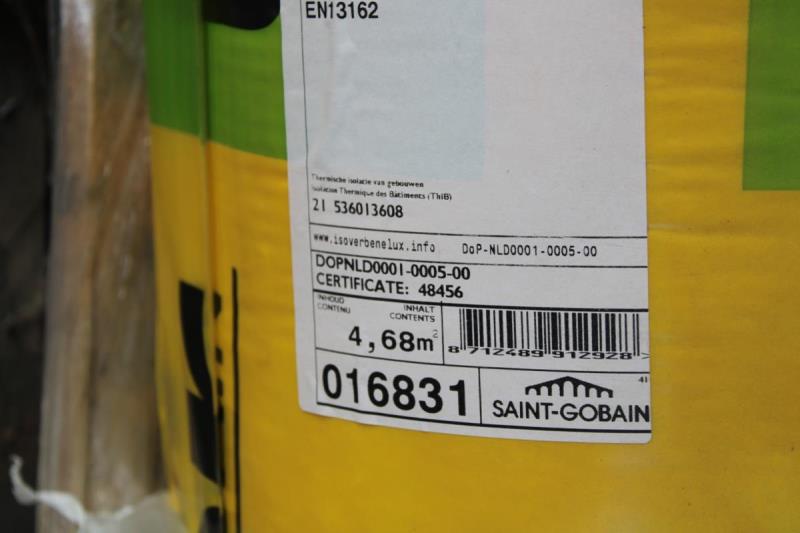 EN13162
Thermische isolatie van gebouwen
Isolation Thermique des Bâtiments (ThiB)
21 536013608
www.isoverbenelux.info DoP-NLD0001-0005-00
DOPNLD0001-0005-00
CERTIFICATE: 48456
INHOUD INHALT
CONTENU CONTENTS
4,68m²
8 712489 912928 >
016831
41
SAINT-GOBAIN